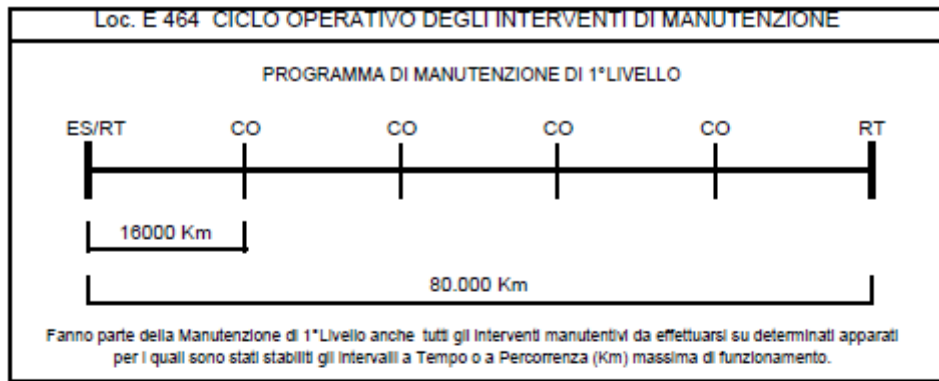 Loc. E 464 CICLO OPERATIVO DEGLI INTERVENTI DI MANUTENZIONE
PROGRAMMA DI MANUTENZIONE DI 1°LIVELLO
ES/RT CO CO CO CO RT
16000 Km
80.000 Km
Fanno parte della Manutenzione di 1°Livello anche tutti gli interventi manutentivi da effettuarsi su determinati apparati
per i quali sono stati stabiliti gli intervalli a Tempo o a Percorrenza (Km) massima di funzionamento.